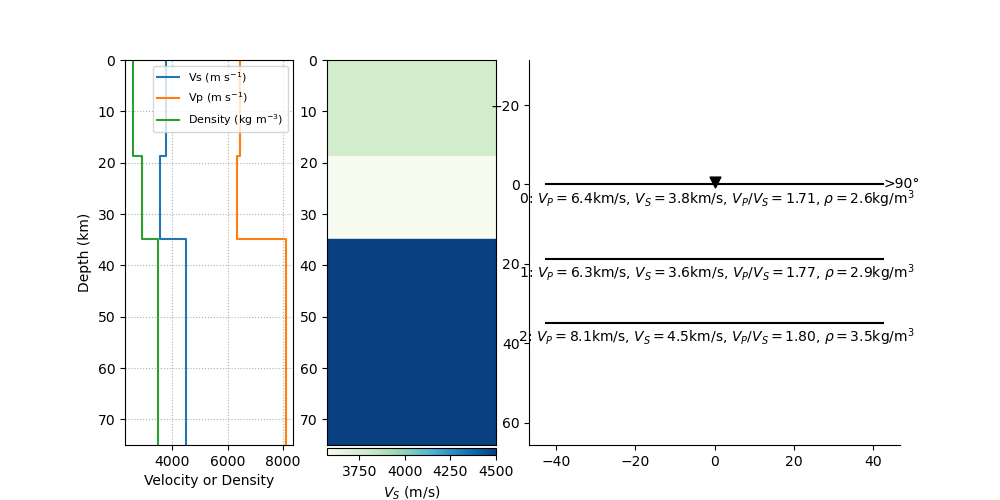 Vs (m s⁻¹)
Vp (m s⁻¹)
Density (kg m⁻³)
0
10
20
30
40
50
60
70
Depth (km)
4000 6000 8000
Velocity or Density
0
10
20
30
40
50
60
70
3750 4000 4250 4500
V_S (m/s)
−20
0
20
40
60
>90°
0: V_P = 6.4km/s, V_S = 3.8km/s, V_P/V_S = 1.71, ρ = 2.6kg/m³
1: V_P = 6.3km/s, V_S = 3.6km/s, V_P/V_S = 1.77, ρ = 2.9kg/m³
2: V_P = 8.1km/s, V_S = 4.5km/s, V_P/V_S = 1.80, ρ = 3.5kg/m³
−40 −20 0 20 40